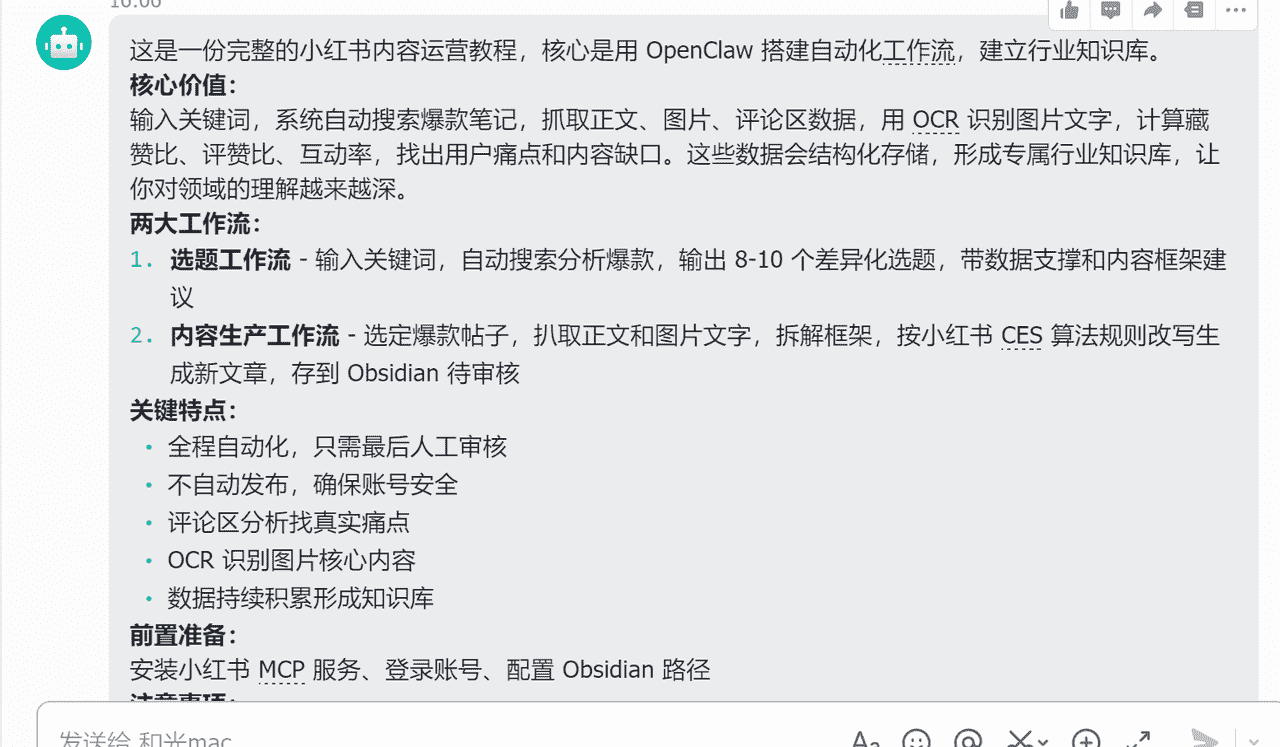 16:06
这是一份完整的小红书内容运营教程，核心是用 OpenClaw 搭建自动化工作流，建立行业知识库。
核心价值：
输入关键词，系统自动搜索爆款笔记，抓取正文、图片、评论区数据，用 OCR 识别图片文字，计算藏
赞比、评赞比、互动率，找出用户痛点和内容缺口。这些数据会结构化存储，形成专属行业知识库，让
你对领域的理解越来越深。
两大工作流：
1. 选题工作流 - 输入关键词，自动搜索分析爆款，输出 8-10 个差异化选题，带数据支撑和内容框架建
议
2. 内容生产工作流 - 选定爆款帖子，扒取正文和图片文字，拆解框架，按小红书 CES 算法规则改写生
成新文章，存到 Obsidian 待审核
关键特点：
• 全程自动化，只需最后人工审核
• 不自动发布，确保账号安全
• 评论区分析找真实痛点
• OCR 识别图片核心内容
• 数据持续积累形成知识库
前置准备：
安装小红书 MCP 服务、登录账号、配置 Obsidian 路径
注意事项：
发送给 和光mac
Aa